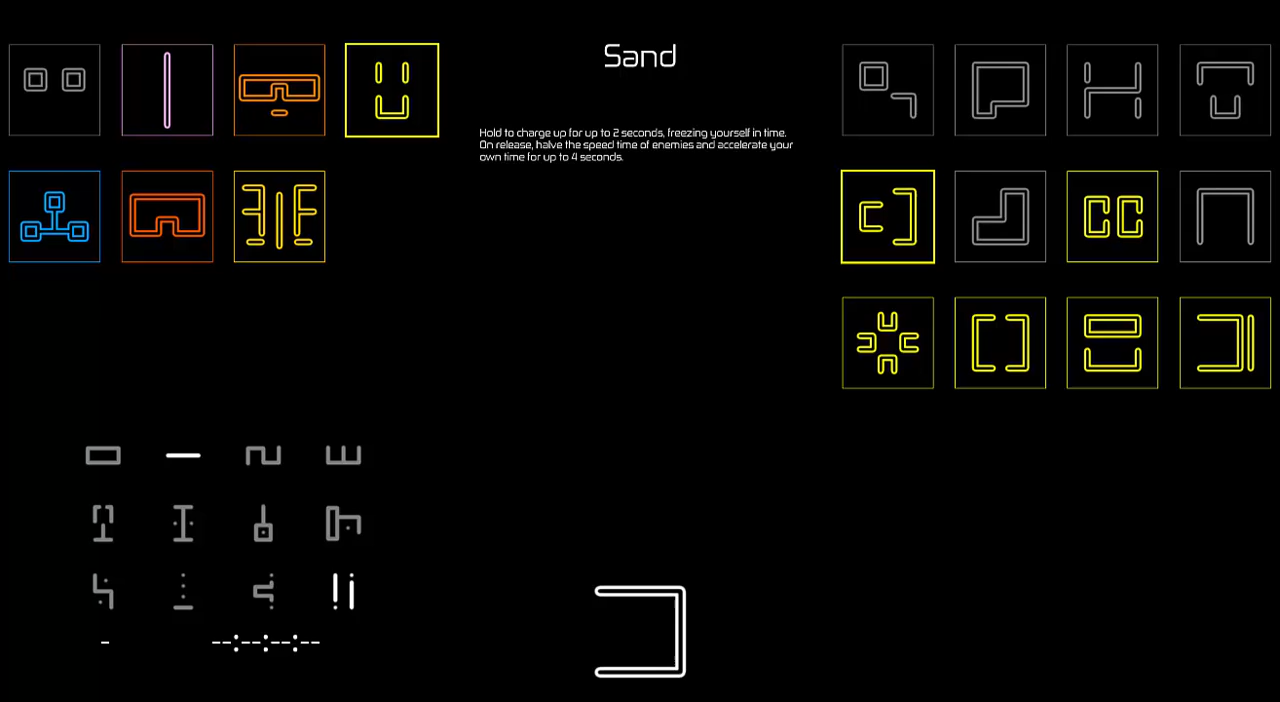 Sand
Hold to charge up for up to 2 seconds, freezing yourself in time.
On release, halve the speed time of enemies and accelerate your
own time for up to 4 seconds.
- --:--:--:--